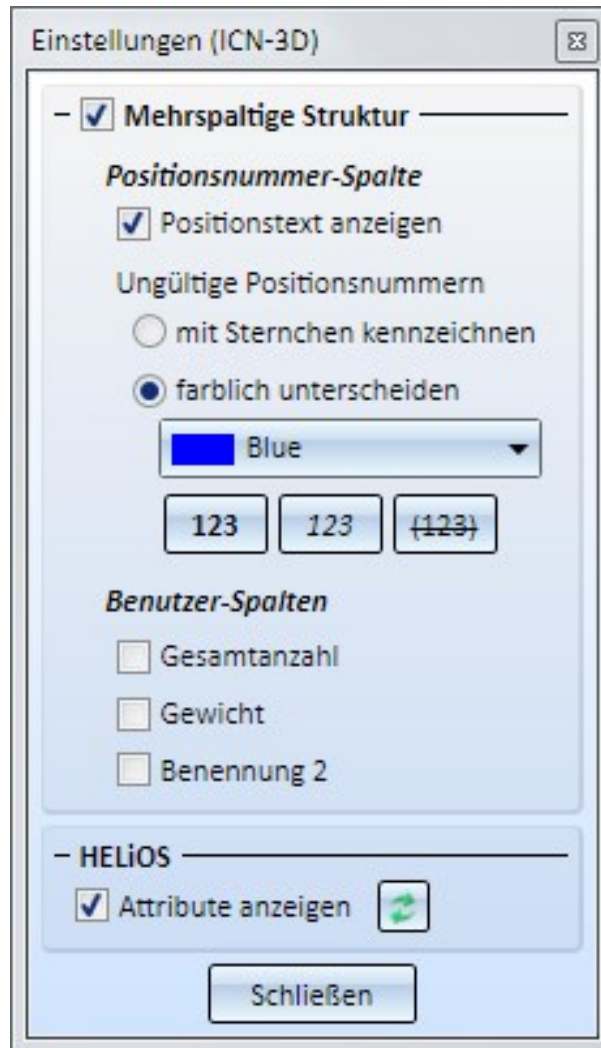 Einstellungen (ICN-3D)
Mehrspaltige Struktur
Positionsnummer-Spalte
Positionstext anzeigen
Ungültige Positionsnummern
mit Sternchen kennzeichnen
farblich unterscheiden
Blue
123 123 (123)
Benutzer-Spalten
Gesamtanzahl
Gewicht
Benennung 2
HELiOS
Attribute anzeigen
Schließen